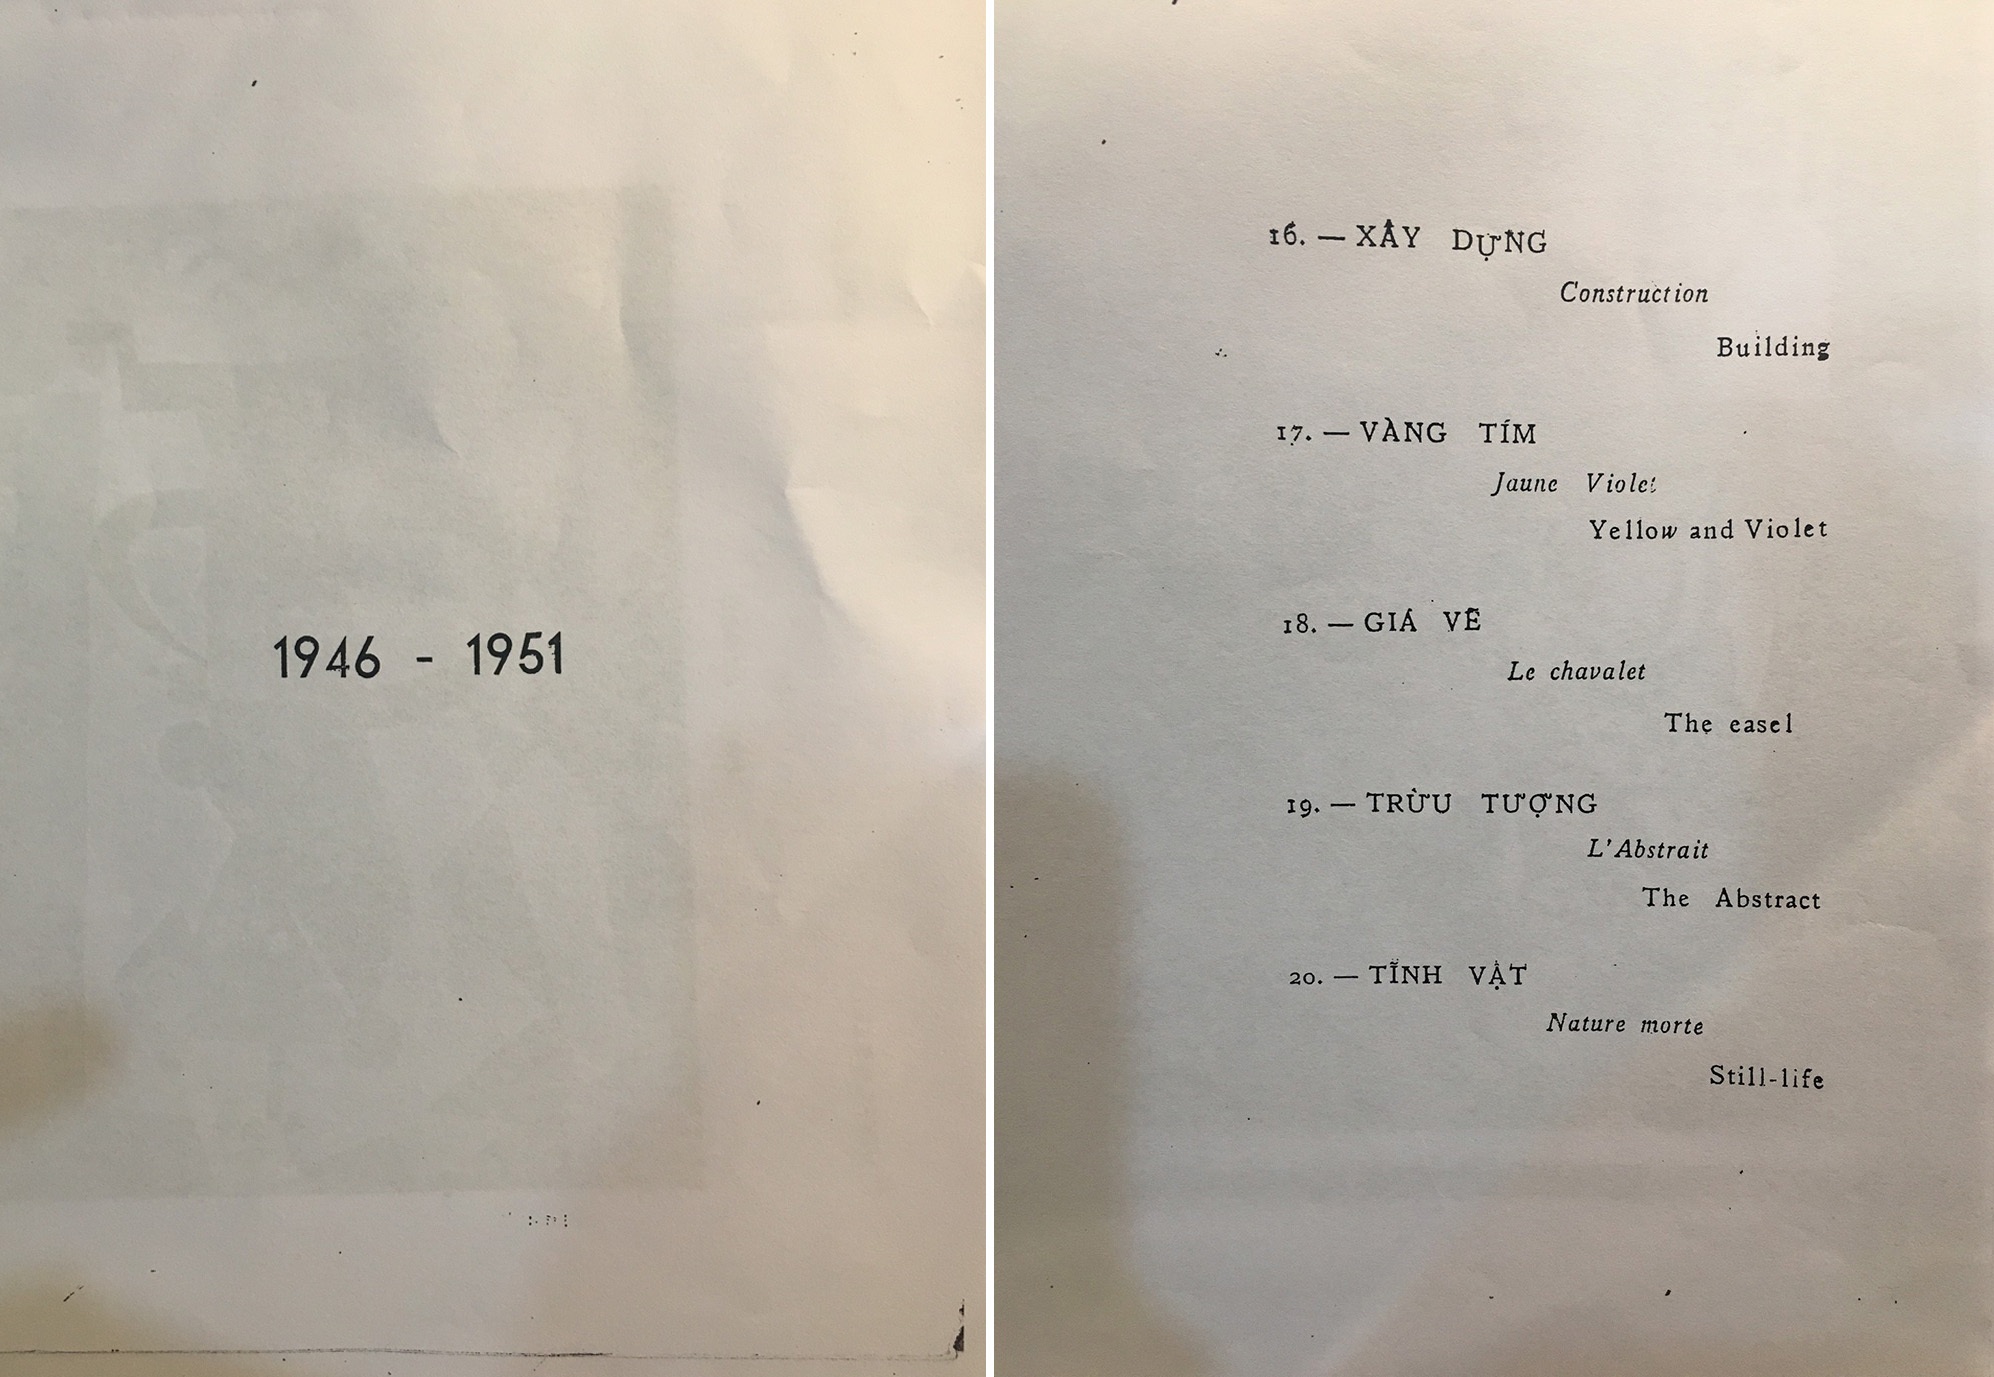 1946 - 1951
16. — XÂY DỰNG
Construction
Building
17. — VÀNG TÍM
Jaune Violet
Yellow and Violet
18. — GIÁ VẼ
Le chavalet
The easel
19. — TRỪU TƯỢNG
L'Abstrait
The Abstract
20. — TĨNH VẬT
Nature morte
Still-life